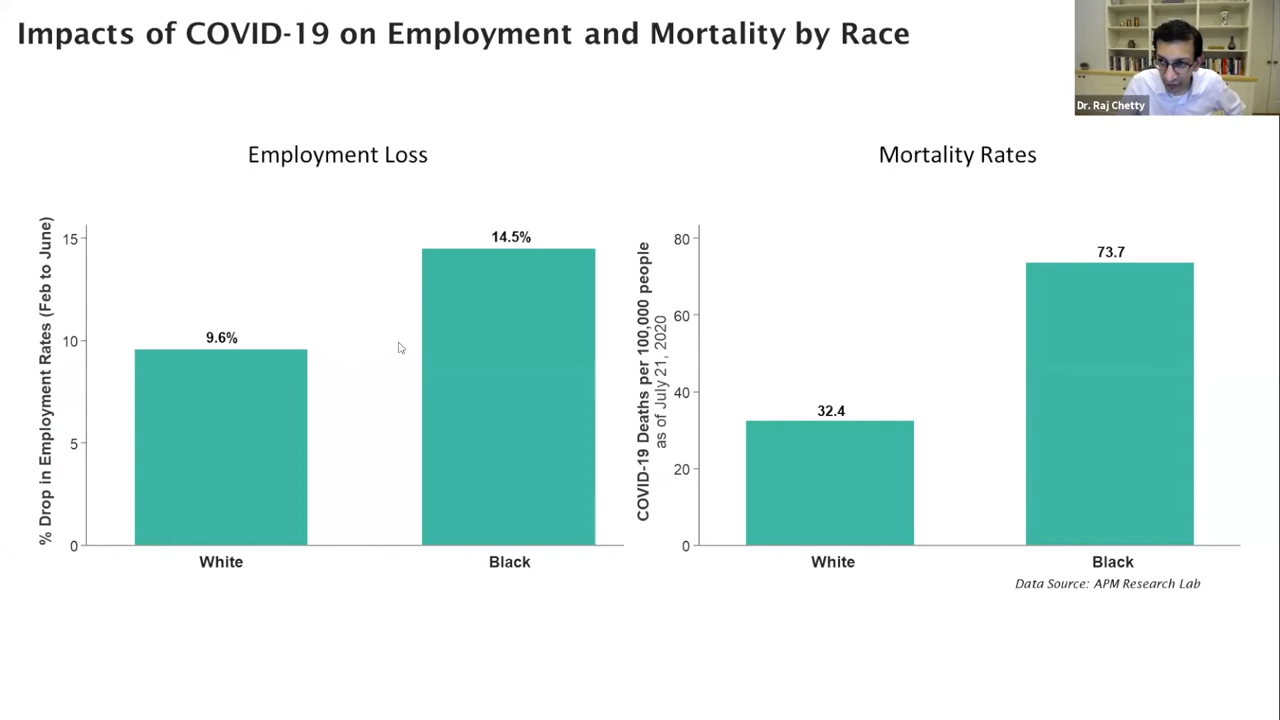 Impacts of COVID-19 on Employment and Mortality by Race
Dr. Raj Chetty
Employment Loss
% Drop in Employment Rates (Feb to June)
15
10
5
0
9.6%
14.5%
White
Black
Mortality Rates
COVID-19 Deaths per 100,000 people
as of July 21, 2020
80
60
40
20
0
32.4
73.7
White
Black
Data Source: APM Research Lab